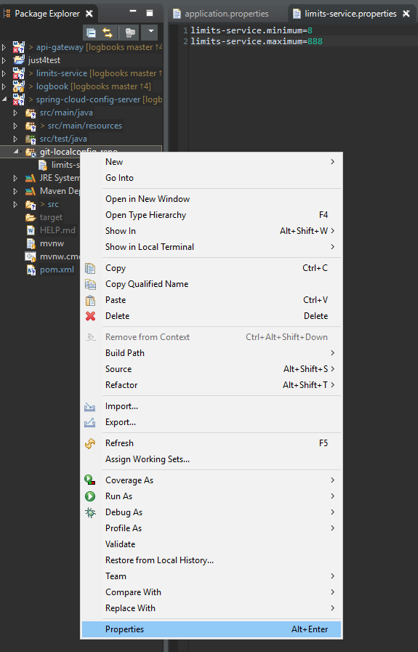 Package Explorer
application.properties
limits-service.properties
> api-gateway [logbooks master ↑4]
just4test
> limits-service [logbooks master ↑
> logbook [logbooks master ↑4]
> spring-cloud-config-server [logb
src/main/java
> src/main/resources
src/test/java
git-localconfig-repo
limits-s
JRE System
Maven Dep
> src
target
HELP.md
mvnw
mvnw.cmd
pom.xml
1 limits-service.minimum=8
2 limits-service.maximum=888
New
Go Into
Open in New Window
Open Type Hierarchy F4
Show In Alt+Shift+W
Show in Local Terminal
Copy Ctrl+C
Copy Qualified Name
Paste Ctrl+V
Delete Delete
Remove from Context Ctrl+Alt+Shift+Down
Build Path
Source Alt+Shift+S
Refactor Alt+Shift+T
Import...
Export...
Refresh F5
Assign Working Sets...
Coverage As
Run As
Debug As
Profile As
Validate
Restore from Local History...
Team
Compare With
Replace With
Properties Alt+Enter